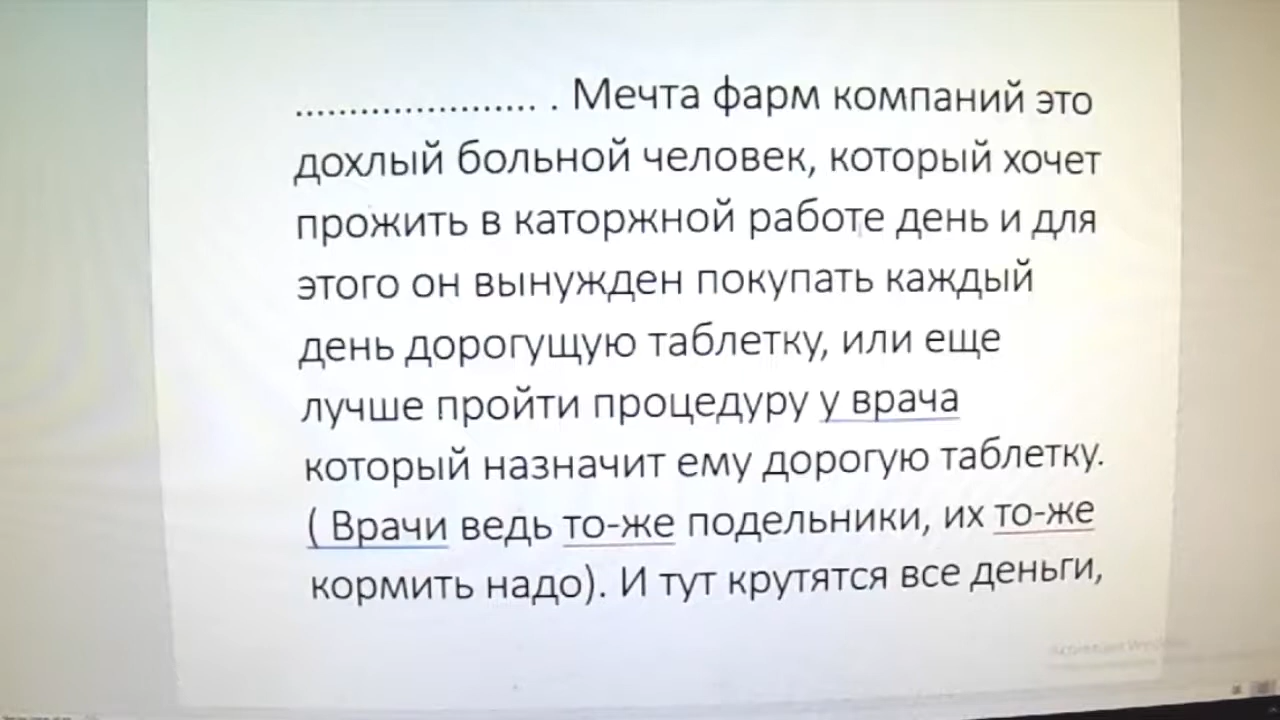 ...................... . Мечта фарм компаний это
дохлый больной человек, который хочет
прожить в каторжной работе день и для
этого он вынужден покупать каждый
день дорогущую таблетку, или еще
лучше пройти процедуру у врача
который назначит ему дорогую таблетку.
( Врачи ведь то-же подельники, их то-же
кормить надо). И тут крутятся все деньги,